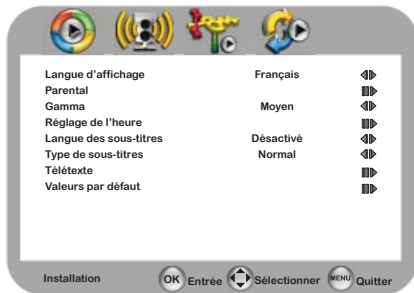 Langue d'affichage Français
Parental
Gamma Moyen
Réglage de l'heure
Langue des sous-titres Désactivé
Type de sous-titres Normal
Télétexte
Valeurs par défaut
Installation OK Entrée Sélectionner MENU Quitter